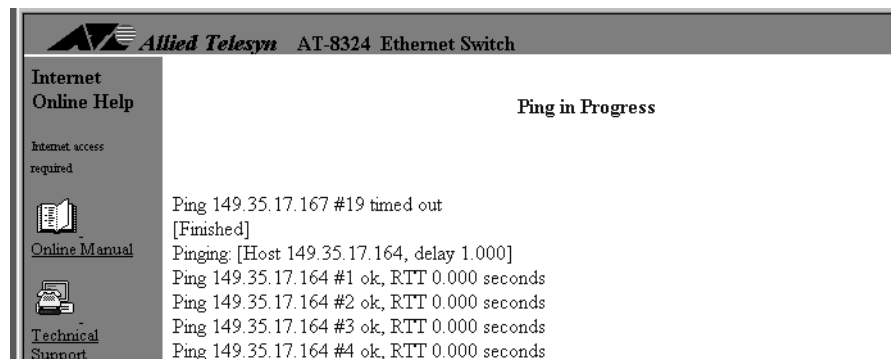 Allied Telesyn AT-8324 Ethernet Switch
Internet
Online Help
Internet access
required
Online Manual
Technical
Support
Ping in Progress
Ping 149.35.17.167 #19 timed out
[Finished]
Pinging: [Host 149.35.17.164, delay 1.000]
Ping 149.35.17.164 #1 ok, RTT 0.000 seconds
Ping 149.35.17.164 #2 ok, RTT 0.000 seconds
Ping 149.35.17.164 #3 ok, RTT 0.000 seconds
Ping 149.35.17.164 #4 ok, RTT 0.000 seconds